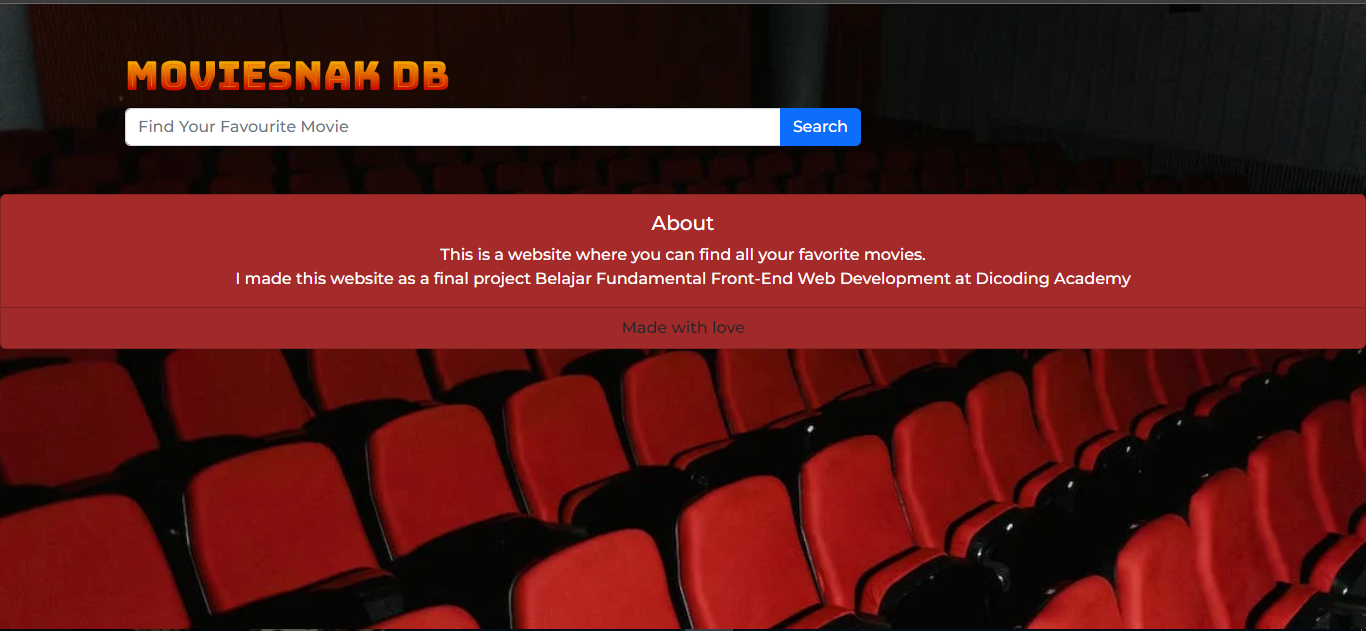 MOVIESNAK DB
Find Your Favourite Movie
Search
About
This is a website where you can find all your favorite movies.
I made this website as a final project Belajar Fundamental Front-End Web Development at Dicoding Academy
Made with love